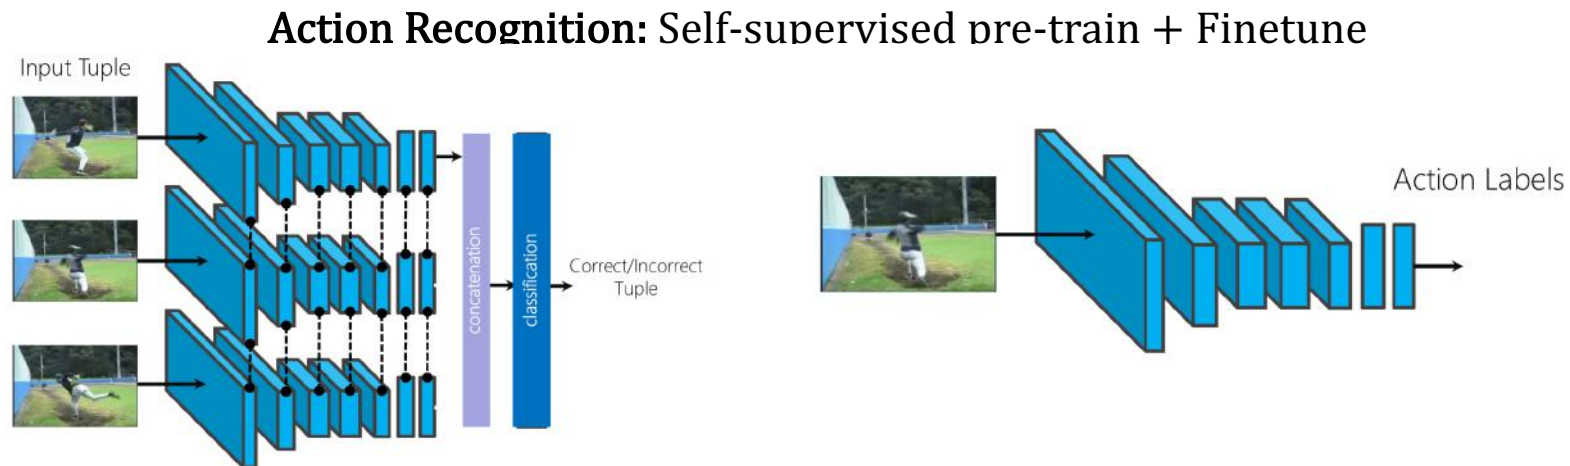 Action Recognition: Self-supervised pre-train + Finetune
Input Tuple
concatenation
classification
Correct/Incorrect
Tuple
Action Labels